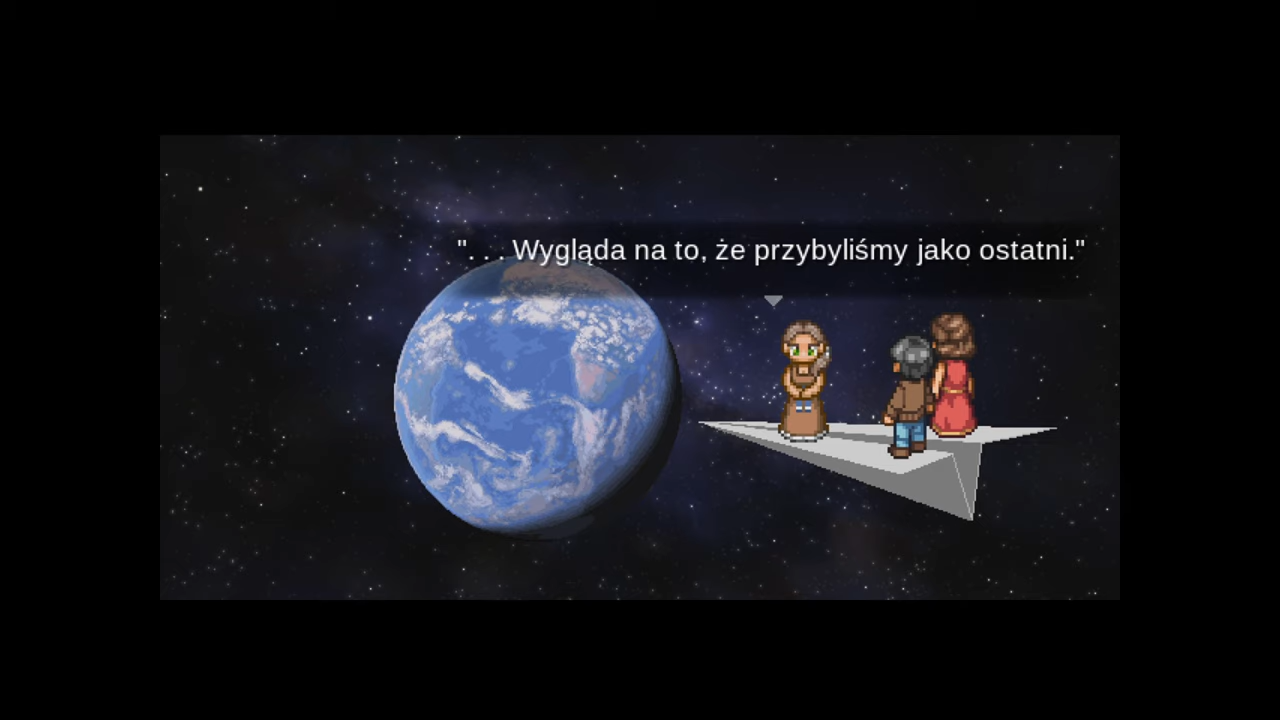 ". . . Wygląda na to, że przybyliśmy jako ostatni."